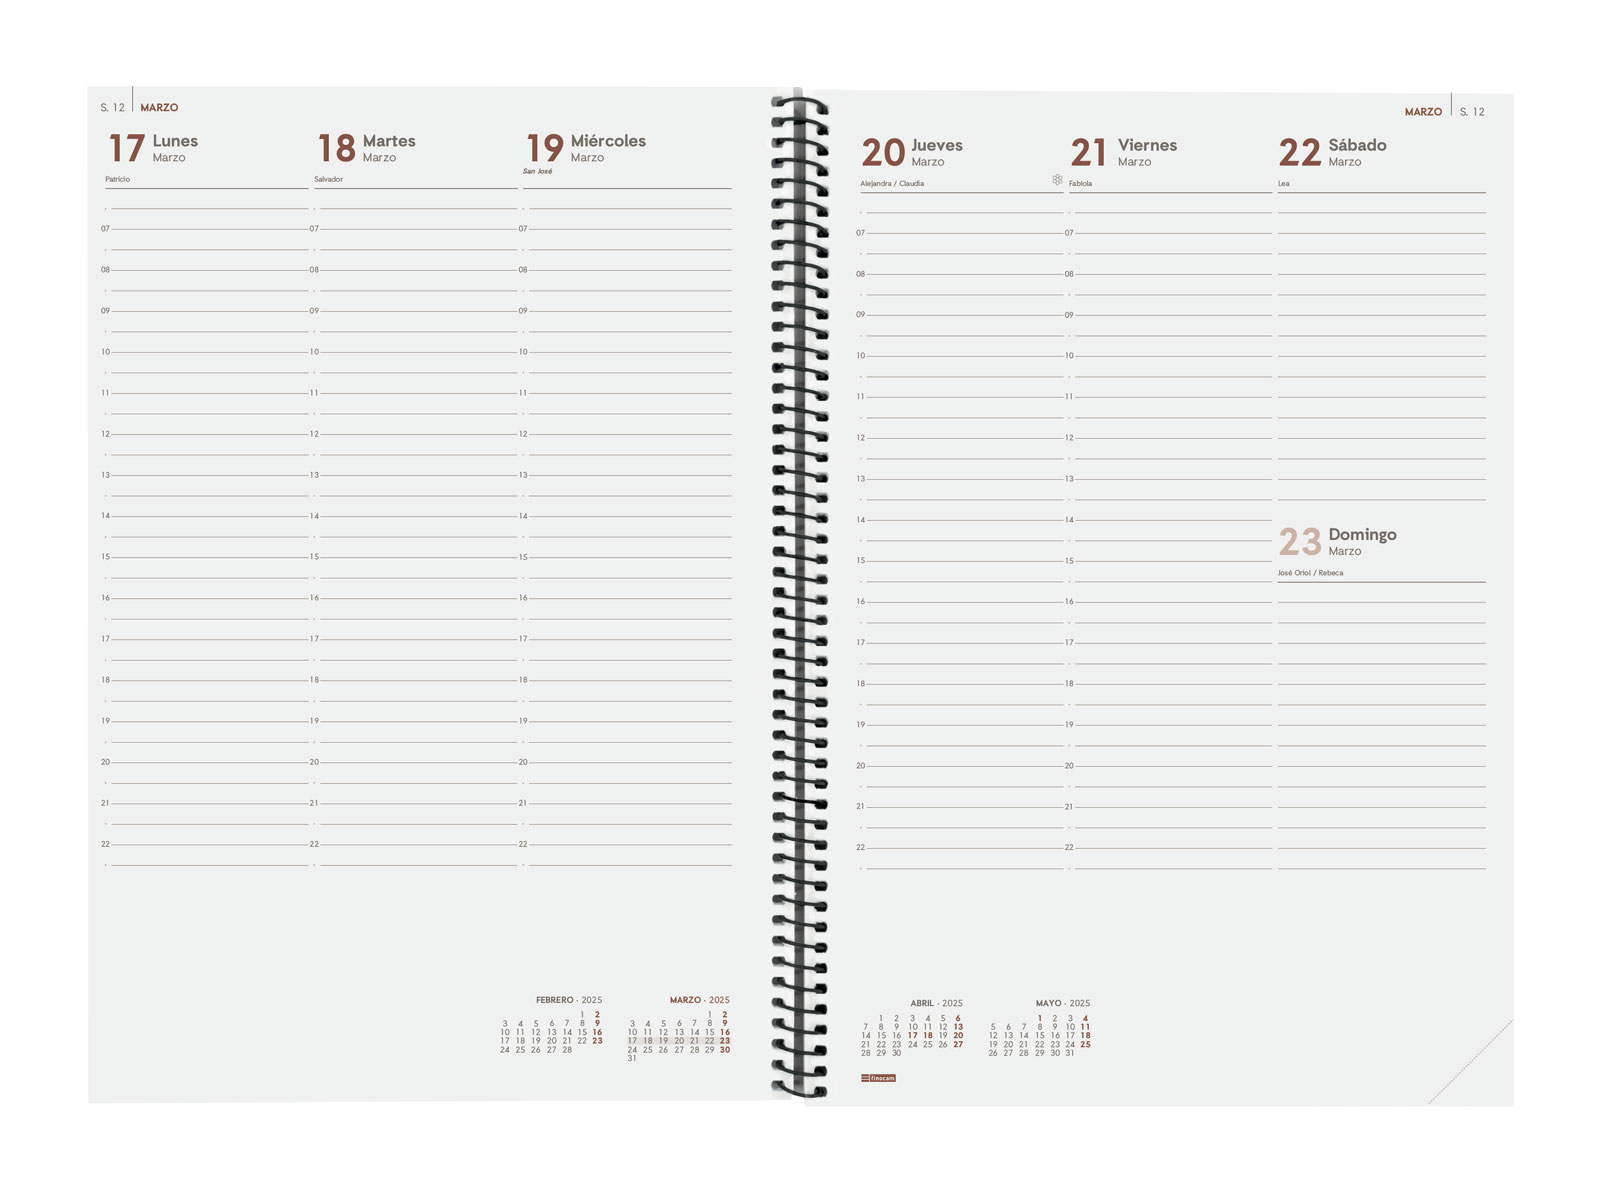 S. 12 MARZO
17 Lunes
Marzo
Patricio
07
08
09
10
11
12
13
14
15
16
17
18
19
20
21
22
18 Martes
Marzo
Salvador
07
08
09
10
11
12
13
14
15
16
17
18
19
20
21
22
19 Miércoles
Marzo
San José
07
08
09
10
11
12
13
14
15
16
17
18
19
20
21
22
FEBRERO · 2025
1 2
3 4 5 6 7 8 9
10 11 12 13 14 15 16
17 18 19 20 21 22 23
24 25 26 27 28
MARZO · 2025
1 2
3 4 5 6 7 8 9
10 11 12 13 14 15 16
17 18 19 20 21 22 23
24 25 26 27 28 29 30
31
MARZO S. 12
20 Jueves
Marzo
Alejandra / Claudia
07
08
09
10
11
12
13
14
15
16
17
18
19
20
21
22
21 Viernes
Marzo
Fabiola
07
08
09
10
11
12
13
14
15
16
17
18
19
20
21
22
22 Sábado
Marzo
Lea
23 Domingo
Marzo
José Oriol / Rebeca
ABRIL · 2025
1 2 3 4 5 6
7 8 9 10 11 12 13
14 15 16 17 18 19 20
21 22 23 24 25 26 27
28 29 30
MAYO · 2025
1 2 3 4
5 6 7 8 9 10 11
12 13 14 15 16 17 18
19 20 21 22 23 24 25
26 27 28 29 30 31
finocam